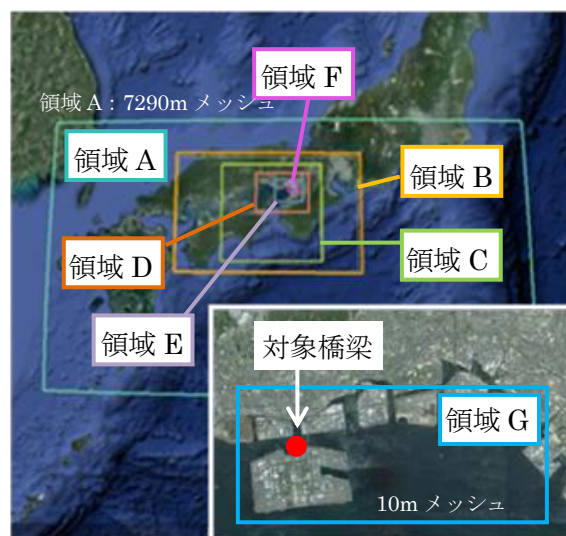 領域 F
領域 A：7290m メッシュ
領域 A
領域 B
領域 D
領域 C
領域 E
対象橋梁
領域 G
10m メッシュ